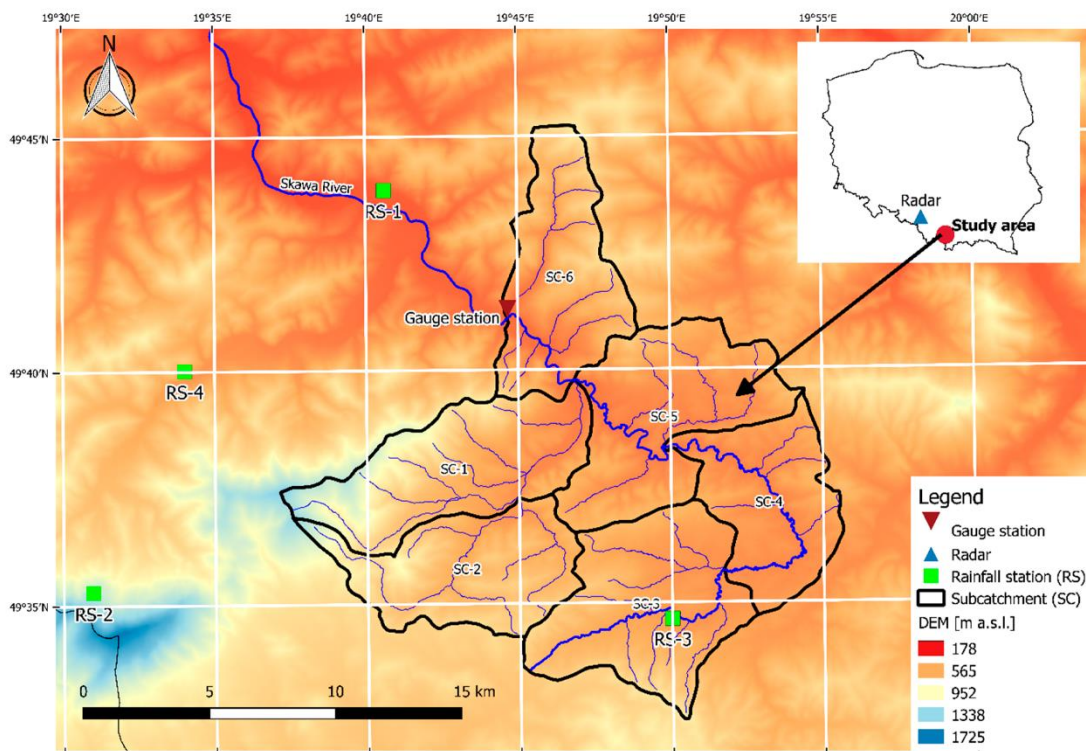 19°30'E 19°35'E 19°40'E 19°45'E 19°50'E 19°55'E 20°00'E
N
49°45'N
Skawa River
RS-1
Radar
Study area
SC-6
Gauge station
49°40'N
RS-4
SC-5
SC-1
SC-4
SC-2
49°35'N
RS-2
SC-3
RS-3
0 5 10 15 km
Legend
Gauge station
Radar
Rainfall station (RS)
Subcatchment (SC)
DEM [m a.s.l.]
178
565
952
1338
1725